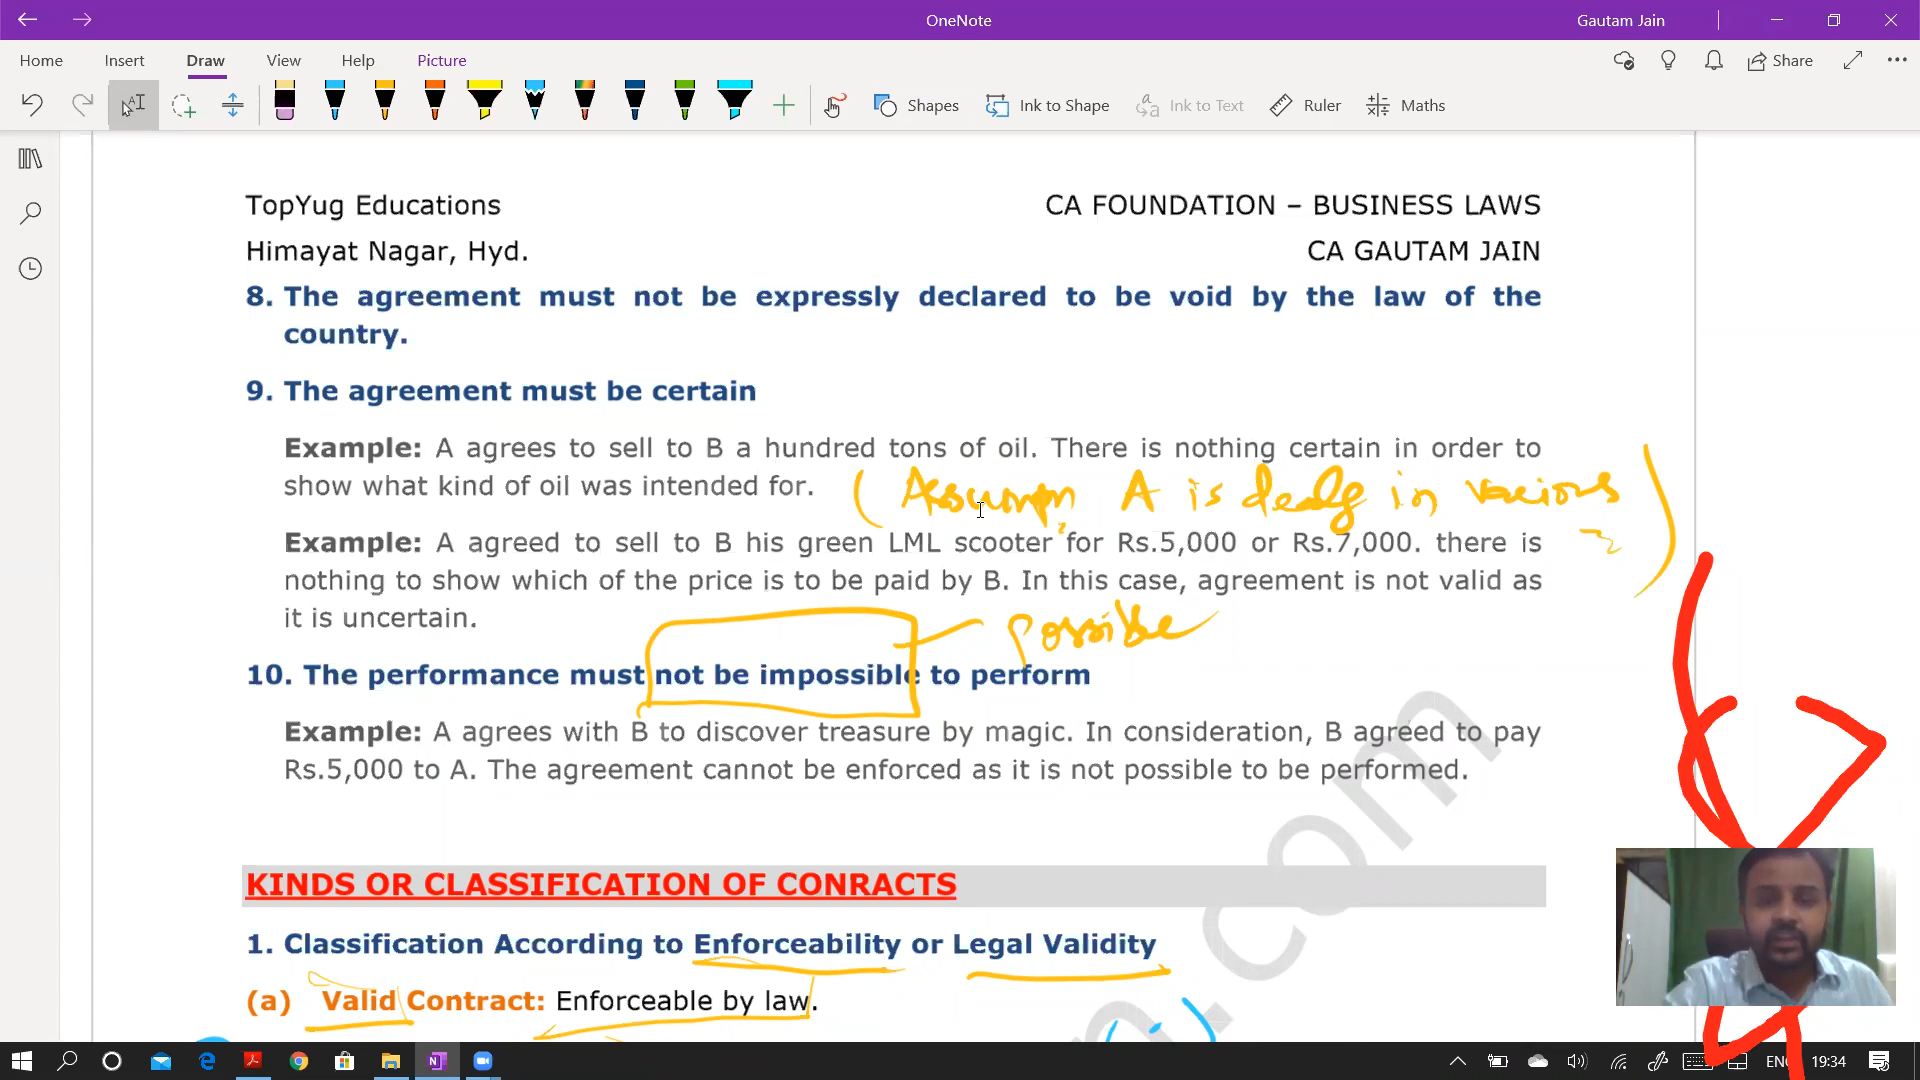 OneNote
Gautam Jain
Home Insert Draw View Help Picture
Share
Shapes Ink to Shape Ink to Text Ruler Maths
TopYug Educations CA FOUNDATION – BUSINESS LAWS
Himayat Nagar, Hyd. CA GAUTAM JAIN
8. The agreement must not be expressly declared to be void by the law of the
country.
9. The agreement must be certain
Example: A agrees to sell to B a hundred tons of oil. There is nothing certain in order to
show what kind of oil was intended for.
A is in various
Example: A agreed to sell to B his green LML scooter for Rs.5,000 or Rs.7,000. there is
nothing to show which of the price is to be paid by B. In this case, agreement is not valid as
it is uncertain.
possible
10. The performance must not be impossible to perform
Example: A agrees with B to discover treasure by magic. In consideration, B agreed to pay
Rs.5,000 to A. The agreement cannot be enforced as it is not possible to be performed.
KINDS OR CLASSIFICATION OF CONRACTS
1. Classification According to Enforceability or Legal Validity
(a) Valid Contract: Enforceable by law.
19:34